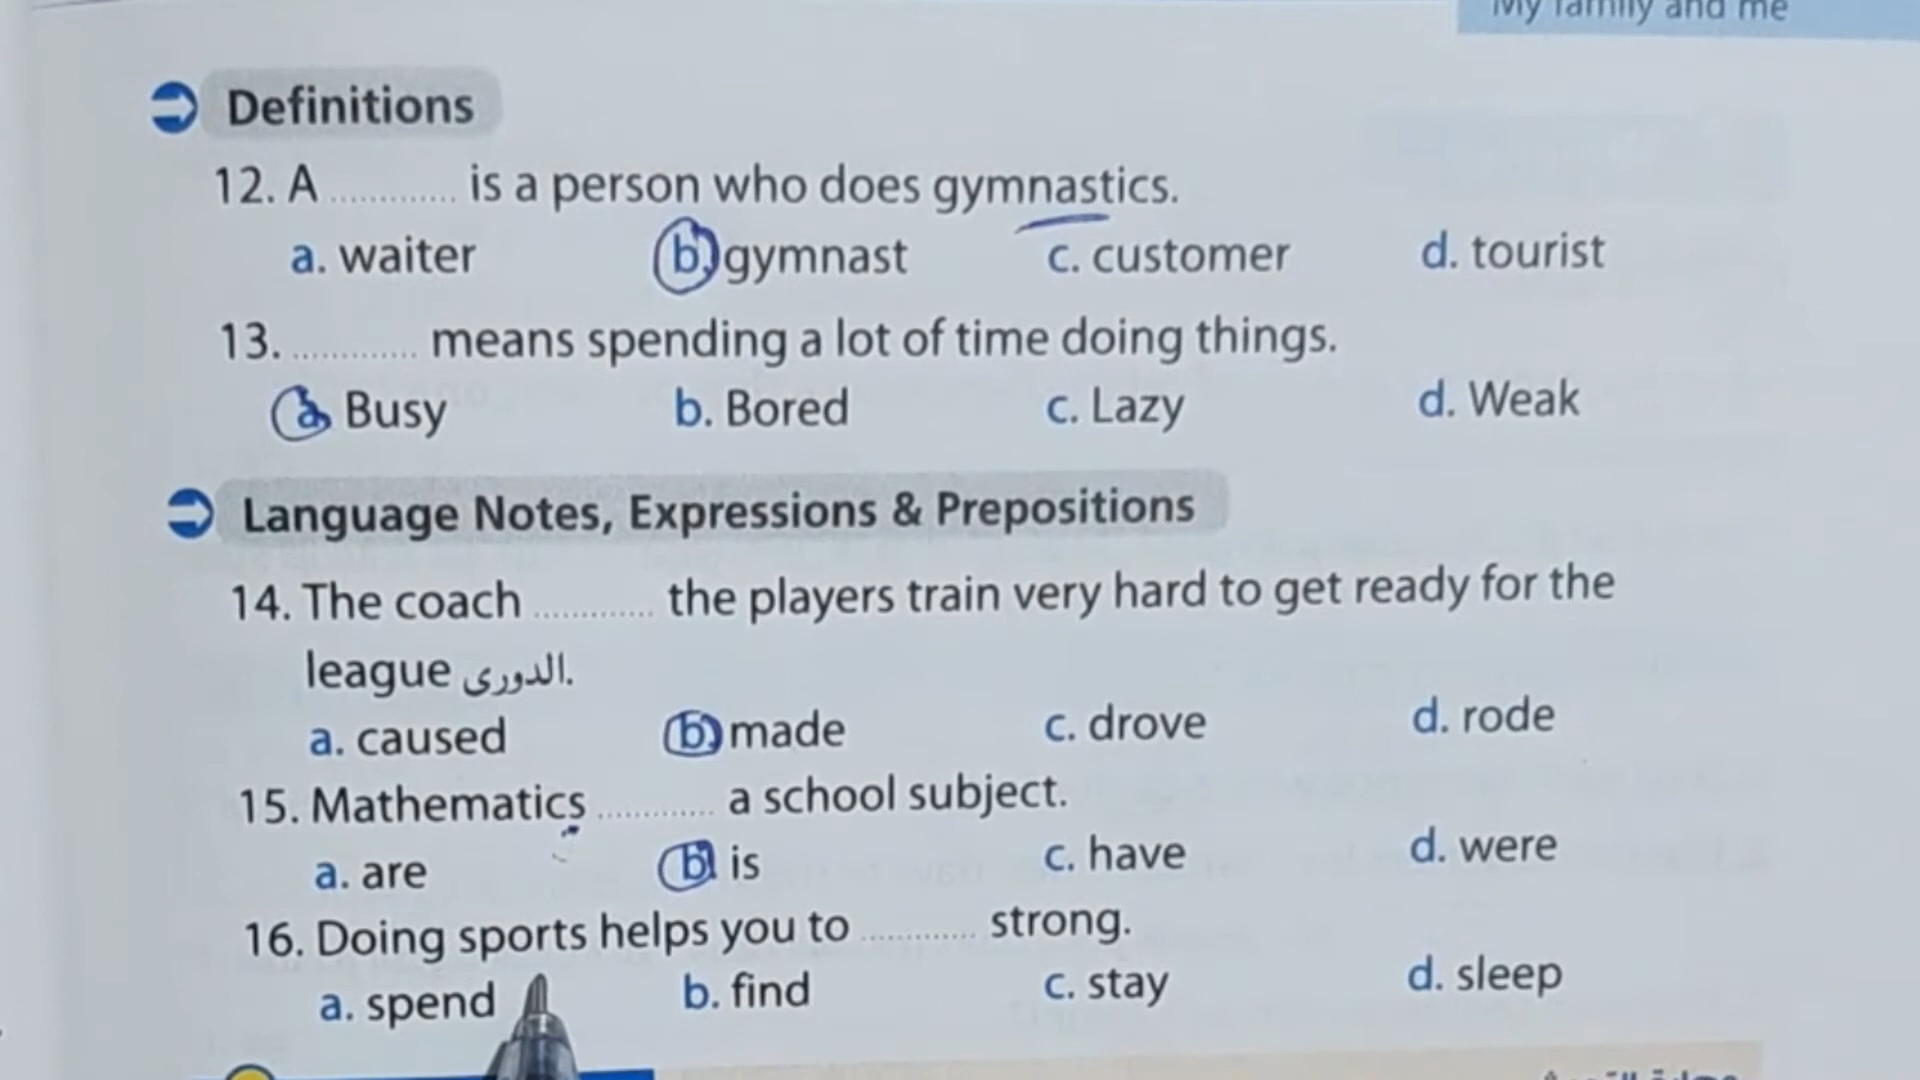 My family and me
Definitions
12. A ............ is a person who does gymnastics.
a. waiter b. gymnast c. customer d. tourist
13. ............ means spending a lot of time doing things.
a. Busy b. Bored c. Lazy d. Weak
Language Notes, Expressions & Prepositions
14. The coach ............ the players train very hard to get ready for the
league الدورى.
a. caused b. made c. drove d. rode
15. Mathematics ............ a school subject.
a. are b. is c. have d. were
16. Doing sports helps you to ............ strong.
a. spend b. find c. stay d. sleep